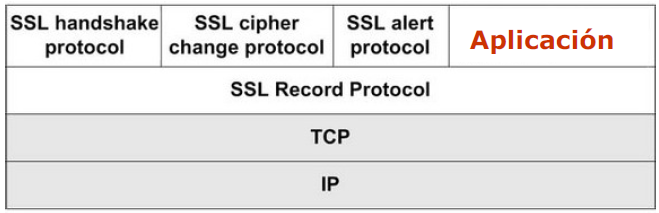 SSL handshake
protocol
SSL cipher
change protocol
SSL alert
protocol
Aplicación
SSL Record Protocol
TCP
IP